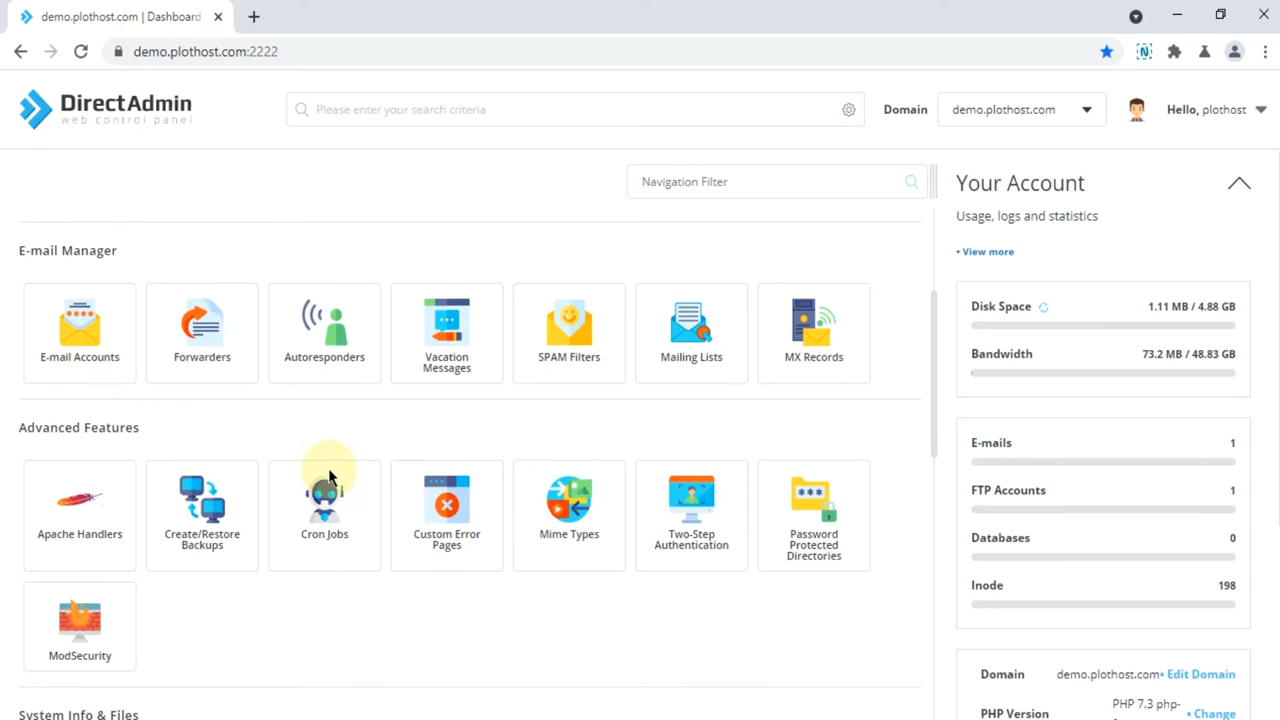 demo.plothost.com | Dashboard
demo.plothost.com:2222
DirectAdmin
web control panel
Please enter your search criteria
Domain
demo.plothost.com
Hello, plothost
Navigation Filter
E-mail Manager
E-mail Accounts
Forwarders
Autoresponders
Vacation
Messages
SPAM Filters
Mailing Lists
MX Records
Advanced Features
Apache Handlers
Create/Restore
Backups
Cron Jobs
Custom Error
Pages
Mime Types
Two-Step
Authentication
Password
Protected
Directories
ModSecurity
System Info & Files
Your Account
Usage, logs and statistics
• View more
Disk Space 1.11 MB / 4.88 GB
Bandwidth 73.2 MB / 48.83 GB
E-mails 1
FTP Accounts 1
Databases 0
Inode 198
Domain demo.plothost.com • Edit Domain
PHP Version PHP 7.3 php- • Change